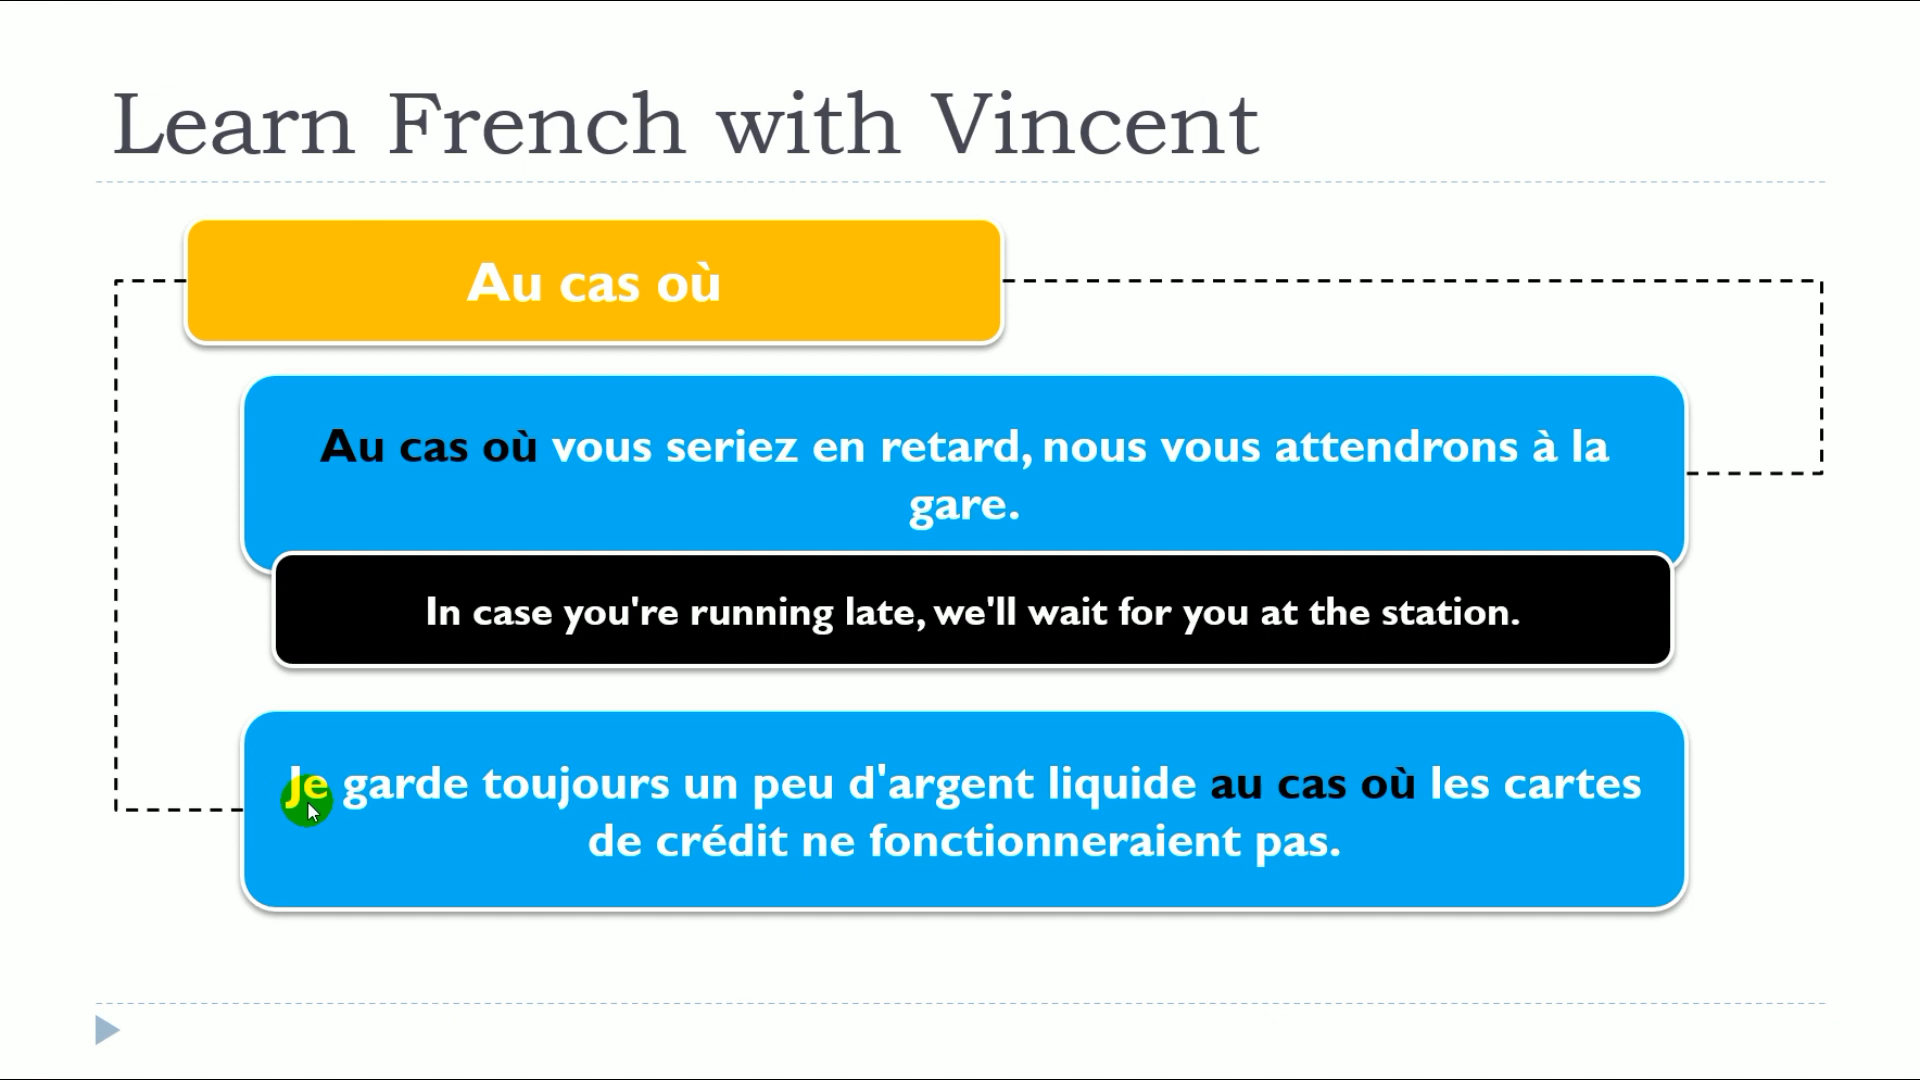 Learn French with Vincent
Au cas où
Au cas où vous seriez en retard, nous vous attendrons à la
gare.
In case you're running late, we'll wait for you at the station.
Je garde toujours un peu d'argent liquide au cas où les cartes
de crédit ne fonctionneraient pas.